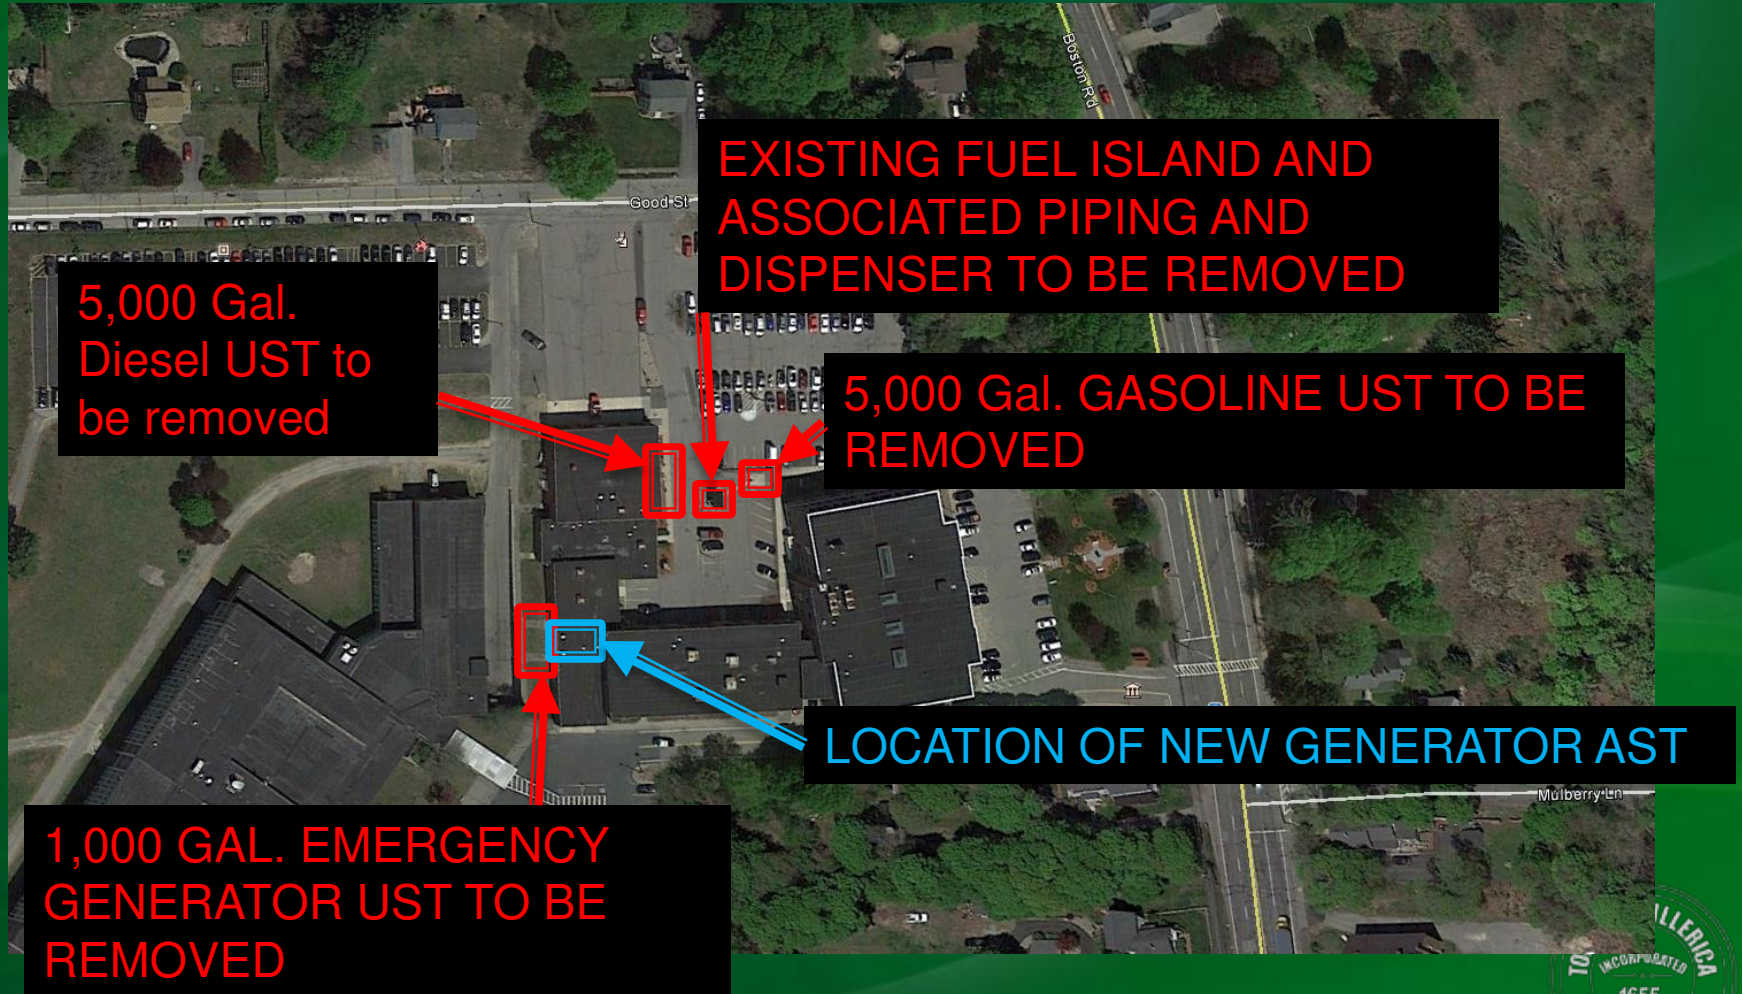 Boston Rd
EXISTING FUEL ISLAND AND
ASSOCIATED PIPING AND
DISPENSER TO BE REMOVED
Good St
5,000 Gal.
Diesel UST to
be removed
5,000 Gal. GASOLINE UST TO BE
REMOVED
LOCATION OF NEW GENERATOR AST
Mulberry Ln
1,000 GAL. EMERGENCY
GENERATOR UST TO BE
REMOVED
INCORPORATED
1655